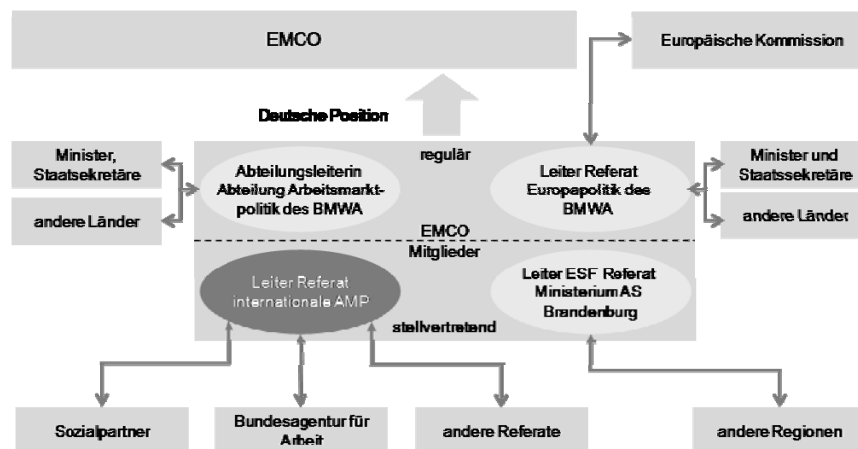 EMCO
Europäische Kommission
Deutsche Position
Minister,
Staatsekretäre
andere Länder
Abteilungsleiterin
Abteilung Arbeitsmarkt-
politik des BMWA
regulär
Leiter Referat
Europapolitik des
BMWA
Minister und
Staatssekretäre
andere Länder
EMCO
Mitglieder
Leiter Referat
internationale AMP
Leiter ESF Referat
Ministerium AS
Brandenburg
stellvertretend
Sozialpartner
Bundesagentur für
Arbeit
andere Referate
andere Regionen